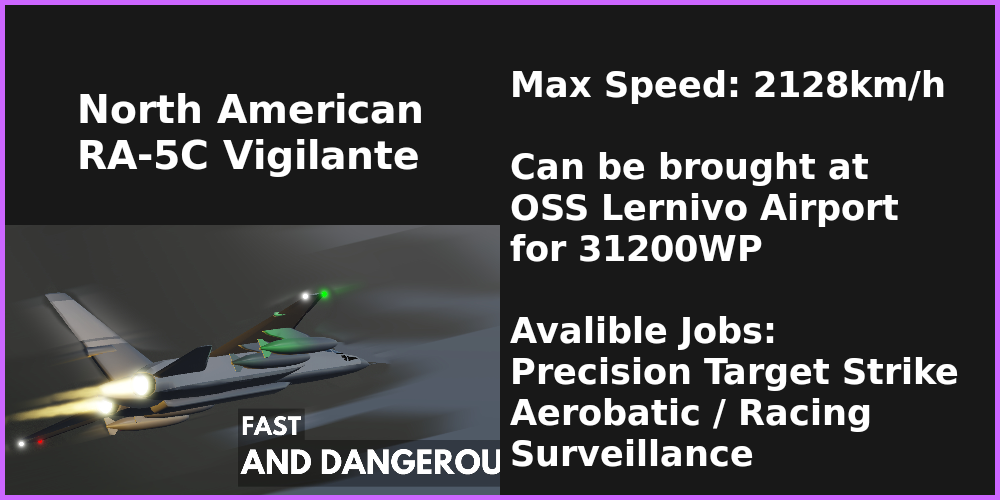 North American
RA-5C Vigilante
FAST
AND DANGEROU
Max Speed: 2128km/h
Can be brought at
OSS Lernivo Airport
for 31200WP
Avalible Jobs:
Precision Target Strike
Aerobatic / Racing
Surveillance